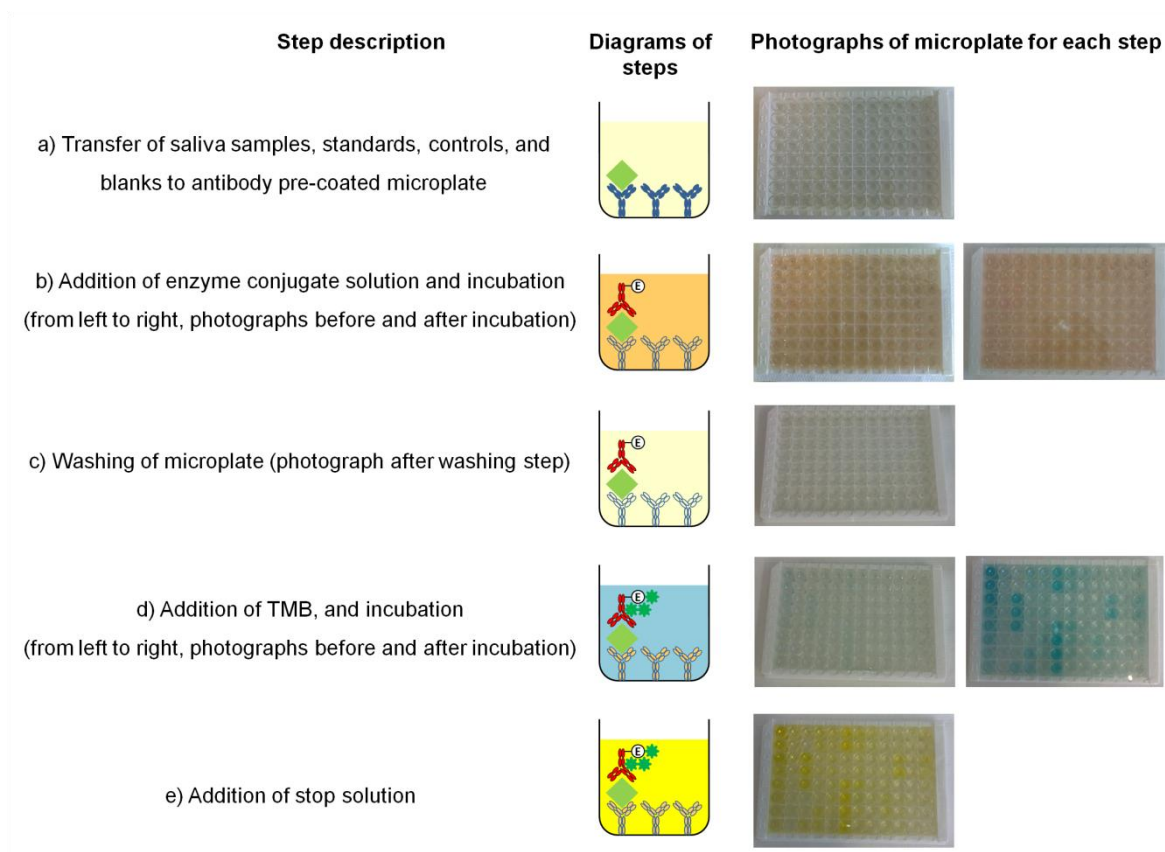 Step description
Diagrams of
steps
Photographs of microplate for each step
a) Transfer of saliva samples, standards, controls, and
blanks to antibody pre-coated microplate
b) Addition of enzyme conjugate solution and incubation
(from left to right, photographs before and after incubation)
E
c) Washing of microplate (photograph after washing step)
E
d) Addition of TMB, and incubation
(from left to right, photographs before and after incubation)
E
e) Addition of stop solution
E